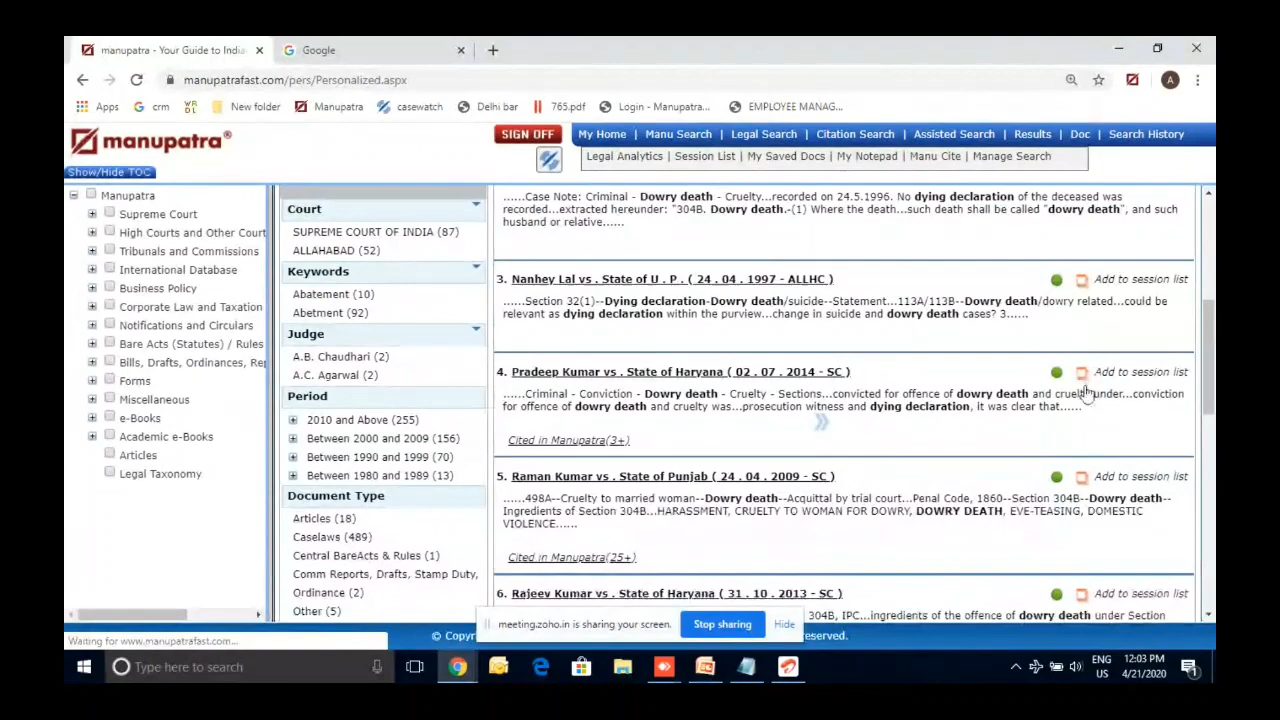 manupatra - Your Guide to India
Google
manupatrafast.com/pers/Personalized.aspx
A
Apps
crm
New folder
Manupatra
casewatch
Delhi bar
765.pdf
Login - Manupatra...
EMPLOYEE MANAG...
manupatra®
SIGN OFF
My Home | Manu Search | Legal Search | Citation Search | Assisted Search | Results | Doc | Search History
Legal Analytics | Session List | My Saved Docs | My Notepad | Manu Cite | Manage Search
Show/Hide TOC
Manupatra
Supreme Court
High Courts and Other Court
Tribunals and Commissions
International Database
Business Policy
Corporate Law and Taxation
Notifications and Circulars
Bare Acts (Statutes) / Rules
Bills, Drafts, Ordinances, Rep
Forms
Miscellaneous
e-Books
Academic e-Books
Articles
Legal Taxonomy
Court
SUPREME COURT OF INDIA (87)
ALLAHABAD (52)
Keywords
Abatement (10)
Abetment (92)
Judge
A.B. Chaudhari (2)
A.C. Agarwal (2)
Period
2010 and Above (255)
Between 2000 and 2009 (156)
Between 1990 and 1999 (70)
Between 1980 and 1989 (13)
Document Type
Articles (18)
Caselaws (489)
Central BareActs & Rules (1)
Comm Reports, Drafts, Stamp Duty,
Ordinance (2)
Other (5)
......Case Note: Criminal - Dowry death - Cruelty...recorded on 24.5.1996. No dying declaration of the deceased was
recorded...extracted hereunder: "304B. Dowry death.-(1) Where the death...such death shall be called "dowry death", and such
husband or relative......
3. Nanhey Lal vs. State of U . P . ( 24 . 04 . 1997 - ALLHC )
Add to session list
......Section 32(1)--Dying declaration-Dowry death/suicide--Statement...113A/113B--Dowry death/dowry related...could be
relevant as dying declaration within the purview...change in suicide and dowry death cases? 3......
4. Pradeep Kumar vs . State of Haryana ( 02 . 07 . 2014 - SC )
Add to session list
......Criminal - Conviction - Dowry death - Cruelty - Sections...convicted for offence of dowry death and cruelty under...conviction
for offence of dowry death and cruelty was...prosecution witness and dying declaration, it was clear that......
Cited in Manupatra(3+)
5. Raman Kumar vs . State of Punjab ( 24 . 04 . 2009 - SC )
Add to session list
......498A--Cruelty to married woman--Dowry death--Acquittal by trial court...Penal Code, 1860--Section 304B--Dowry death--
Ingredients of Section 304B...HARASSMENT, CRUELTY TO WOMAN FOR DOWRY, DOWRY DEATH, EVE-TEASING, DOMESTIC
VIOLENCE......
Cited in Manupatra(25+)
6. Rajeev Kumar vs . State of Haryana ( 31 . 10 . 2013 - SC )
Add to session list
304B, IPC...ingredients of the offence of dowry death under Section
meeting.zoho.in is sharing your screen.
Stop sharing
Hide
Waiting for www.manupatrafast.com...
© Copyr
reserved.
Type here to search
ENG
US
12:03 PM
4/21/2020
1